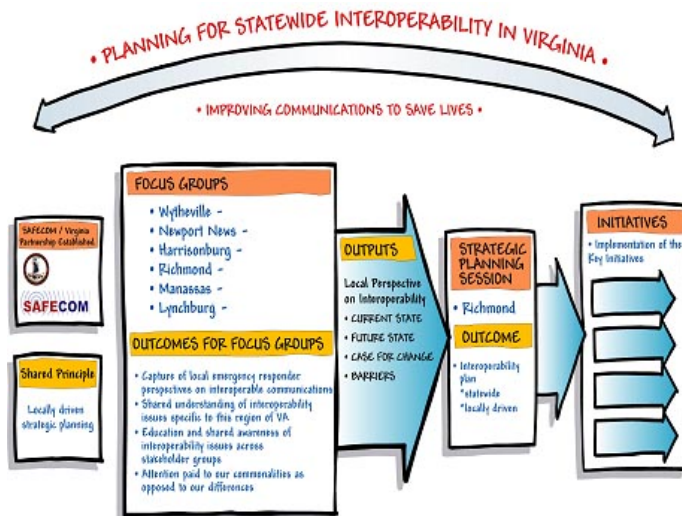 • PLANNING FOR STATEWIDE INTEROPERABILITY IN VIRGINIA •
• IMPROVING COMMUNICATIONS TO SAVE LIVES •
SAFECOM / Virginia
Partnership Established
SAFECOM
Shared Principle
Locally driven
strategic planning
FOCUS GROUPS
• Wytheville -
• Newport News -
• Harrisonburg -
• Richmond -
• Manassas -
• Lynchburg -
OUTCOMES FOR FOCUS GROUPS
• Capture of local emergency responder
perspectives on interoperable communications
• Shared understanding of interoperability
issues specific to this region of VA
• Education and shared awareness of
interoperability issues across
stakeholder groups
• Attention paid to our commonalities as
opposed to our differences
OUTPUTS
Local Perspective
on Interoperability
• CURRENT STATE
• FUTURE STATE
• CASE FOR CHANGE
• BARRIERS
STRATEGIC
PLANNING
SESSION
• Richmond
OUTCOME
• Interoperability
plan
*statewide
*locally driven
INITIATIVES
• Implementation of the
Key Initiatives